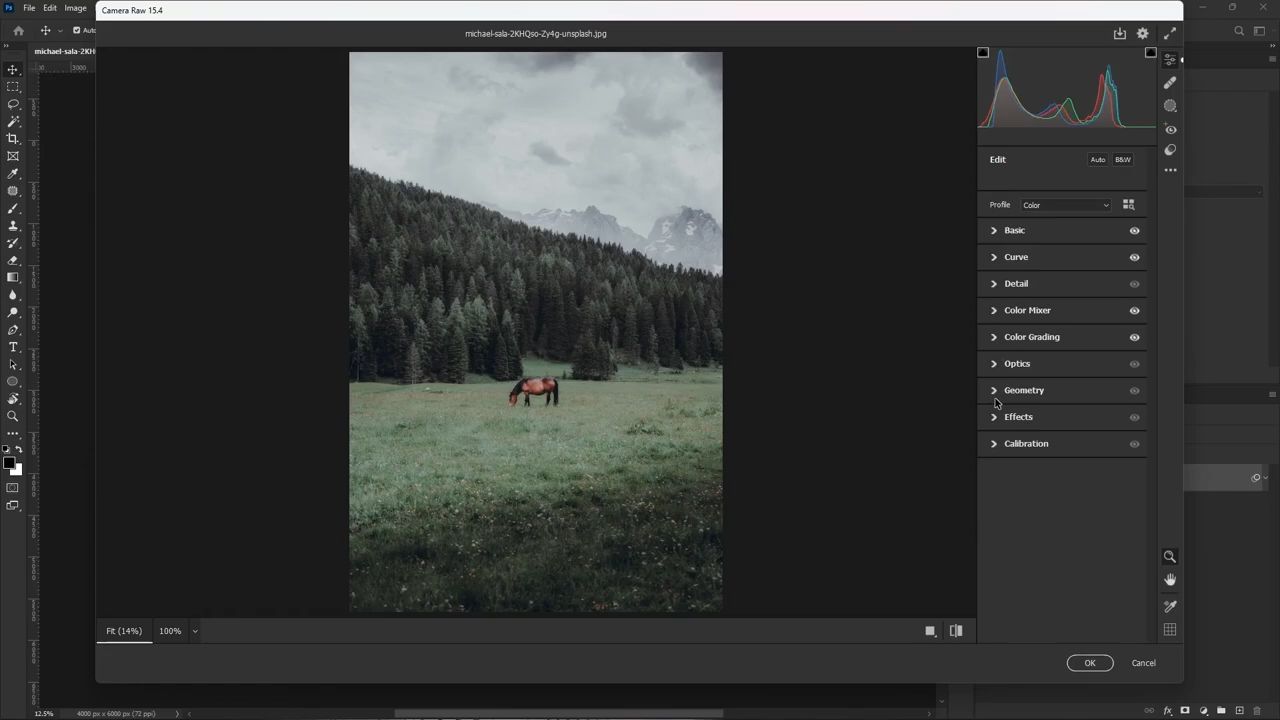 Camera Raw 15.4
File
Edit
Image
michael-sala-2KHQso-Zy4g-unsplash.jpg
Auto
michael-sala-2KH
3000
Edit
Auto
B&W
Profile
Color
Basic
Curve
Detail
Color Mixer
Color Grading
Optics
Geometry
Effects
Calibration
Fit (14%)
100%
OK
Cancel
12.5%
4000 px x 6000 px (72 ppi)